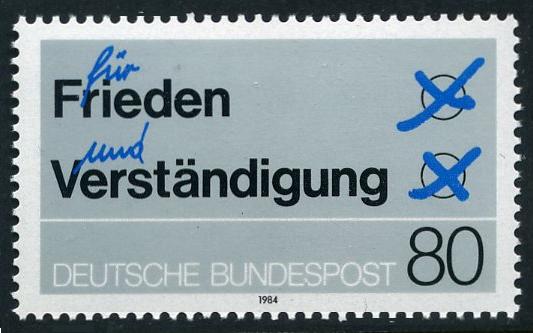 für
Frieden
und
Verständigung
DEUTSCHE BUNDESPOST 80
1984